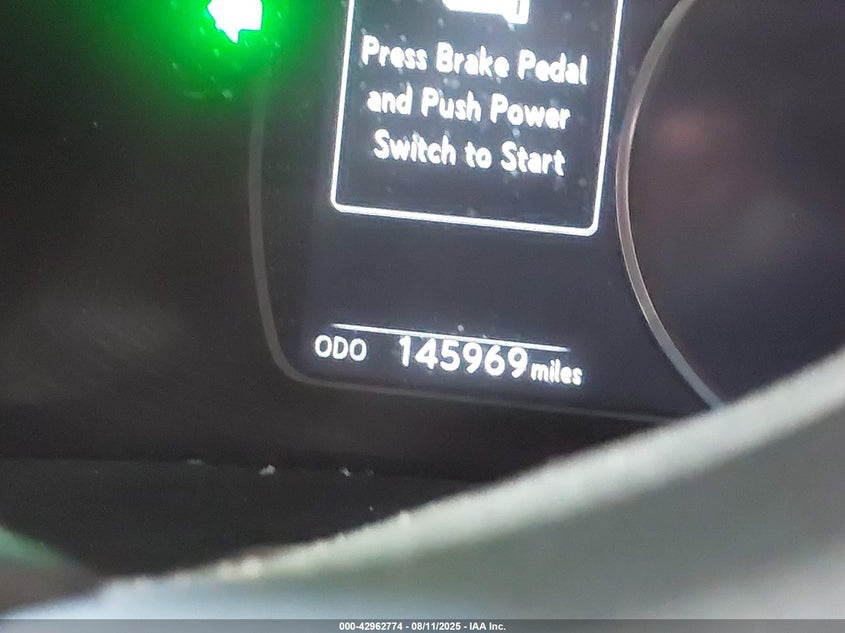 Press Brake Pedal
and Push Power
Switch to Start
ODO 145969 miles
000-42962774 - 08/11/2025 - IAA Inc.